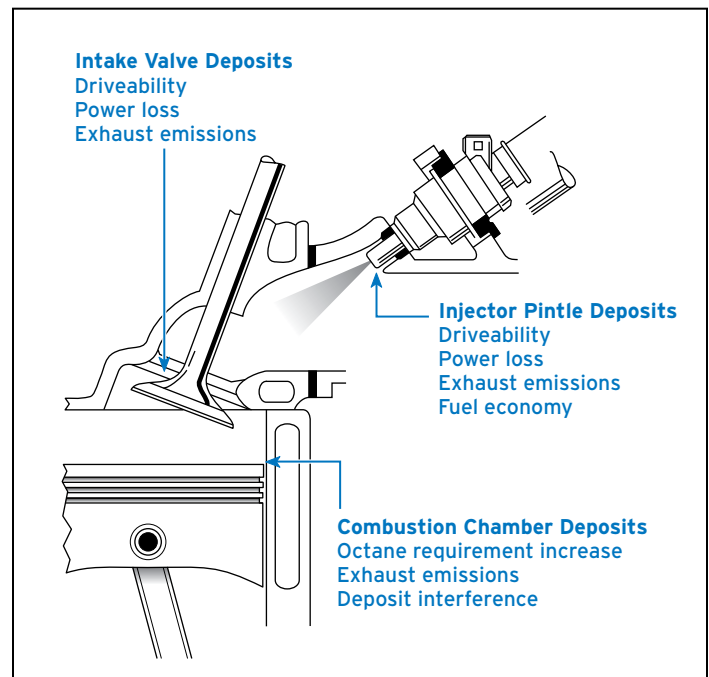 Intake Valve Deposits
Driveability
Power loss
Exhaust emissions
Injector Pintle Deposits
Driveability
Power loss
Exhaust emissions
Fuel economy
Combustion Chamber Deposits
Octane requirement increase
Exhaust emissions
Deposit interference